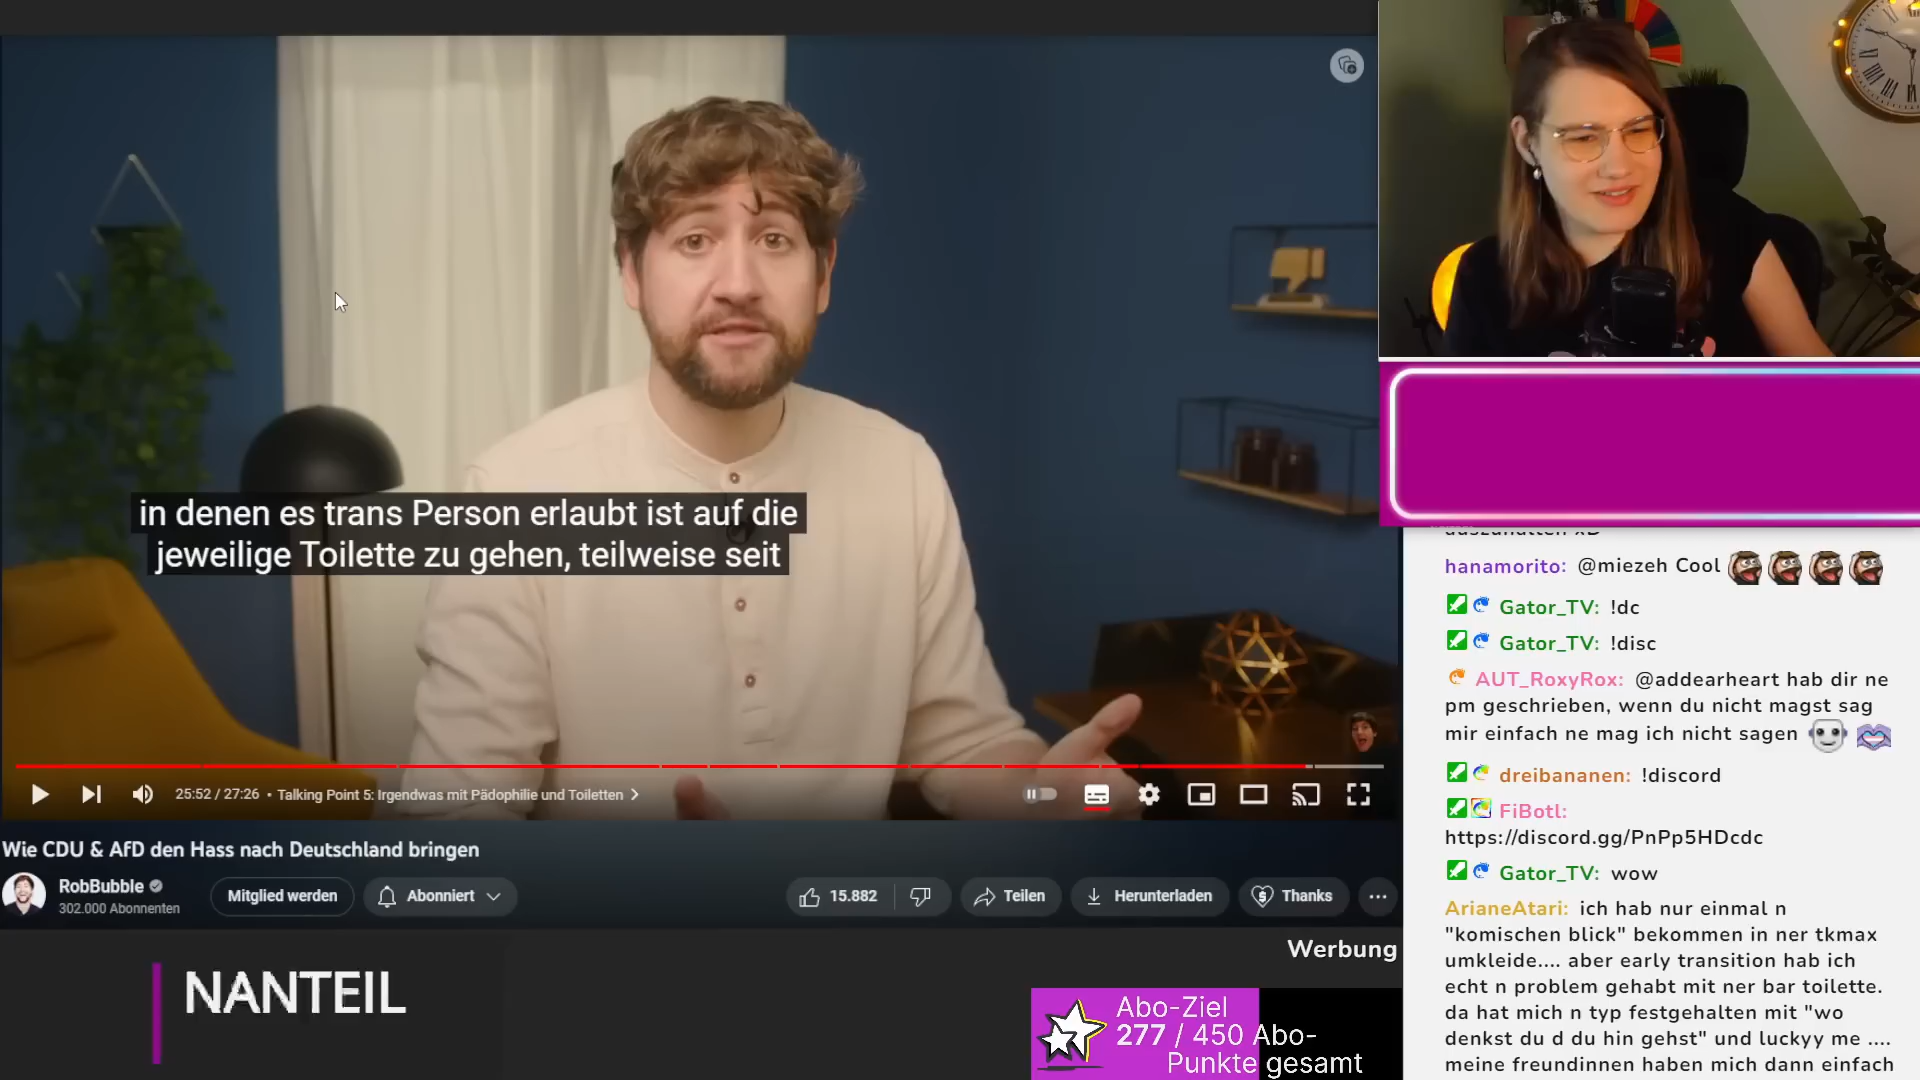 in denen es trans Person erlaubt ist auf die
jeweilige Toilette zu gehen, teilweise seit
25:52 / 27:26 • Talking Point 5: Irgendwas mit Pädophilie und Toiletten
Wie CDU & AfD den Hass nach Deutschland bringen
RobBubble
302.000 Abonnenten
Mitglied werden
Abonniert
15.882
Teilen
Herunterladen
Thanks
Werbung
NANTEIL
Abo-Ziel
277 / 450 Abo-
Punkte gesamt
hanamorito: @miezeh Cool
Gator_TV: !dc
Gator_TV: !disc
AUT_RoxyRox: @addearheart hab dir ne
pm geschrieben, wenn du nicht magst sag
mir einfach ne mag ich nicht sagen
dreibananen: !discord
FiBotl:
https://discord.gg/PnPp5HDcdc
Gator_TV: wow
ArianeAtari: ich hab nur einmal n
"komischen blick" bekommen in ner tkmax
umkleide.... aber early transition hab ich
echt n problem gehabt mit ner bar toilette.
da hat mich n typ festgehalten mit "wo
denkst du d du hin gehst" und luckyy me ....
meine freundinnen haben mich dann einfach